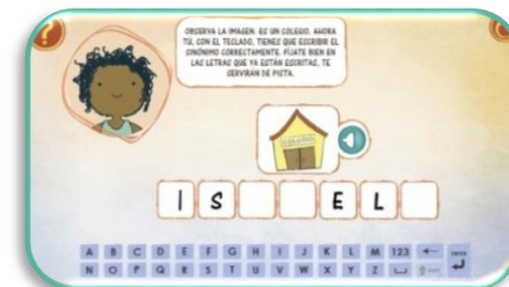 ?
OBSERVA LA IMAGEN. ES UN COLEGIO. AHORA
TÚ, CON EL TECLADO, TIENES QUE ESCRIBIR EL
SINÓNIMO CORRECTAMENTE. FÍJATE BIEN EN
LAS LETRAS QUE YA ESTÁN ESCRITAS, TE
SERVIRÁN DE PISTA.
I S E L
A B C D E F G H I J K L M 123 ←
N O P Q R S T U V W X Y Z